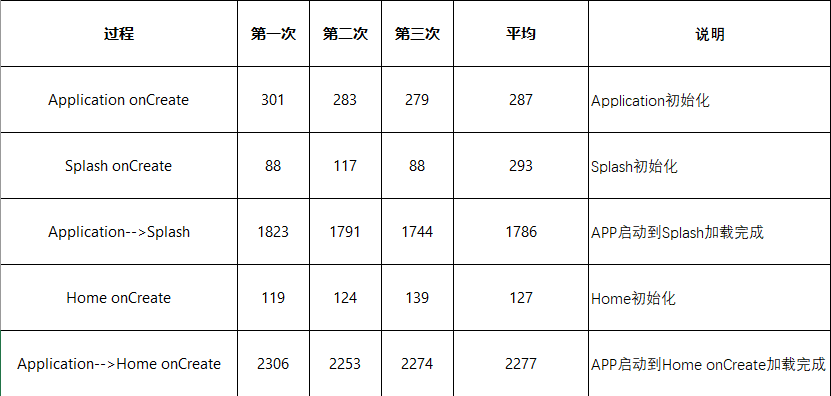 过程 第一次 第二次 第三次 平均 说明
Application onCreate 301 283 279 287 Application初始化
Splash onCreate 88 117 88 293 Splash初始化
Application-->Splash 1823 1791 1744 1786 APP启动到Splash加载完成
Home onCreate 119 124 139 127 Home初始化
Application-->Home onCreate 2306 2253 2274 2277 APP启动到Home onCreate加载完成